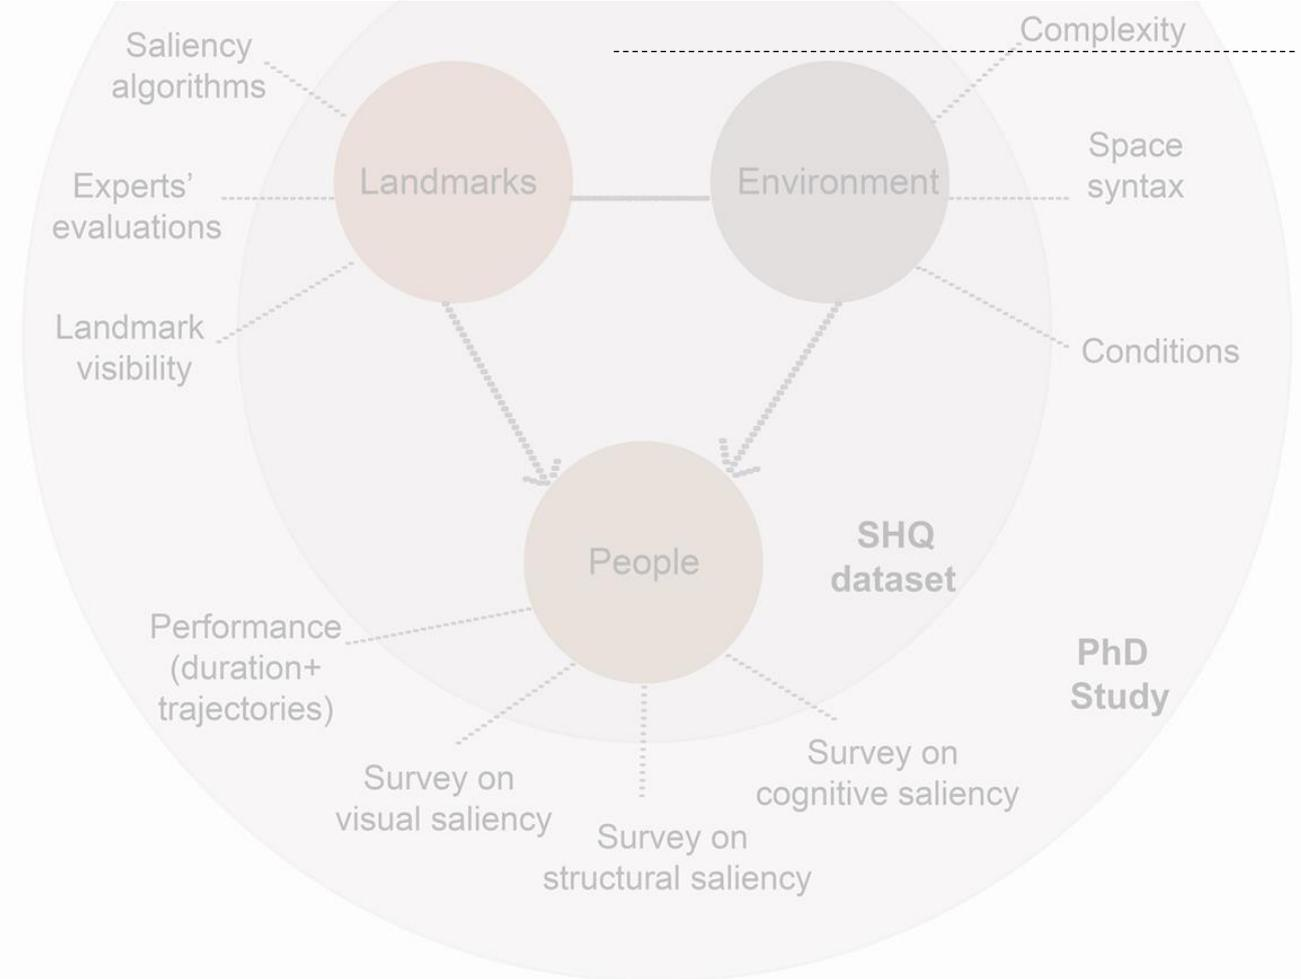 Saliency
algorithms
Complexity
Landmarks
Environment
Space
syntax
Experts’
evaluations
Landmark
visibility
Conditions
SHQ
dataset
People
Performance
(duration+
trajectories)
PhD
Study
Survey on
visual saliency
Survey on
cognitive saliency
Survey on
structural saliency